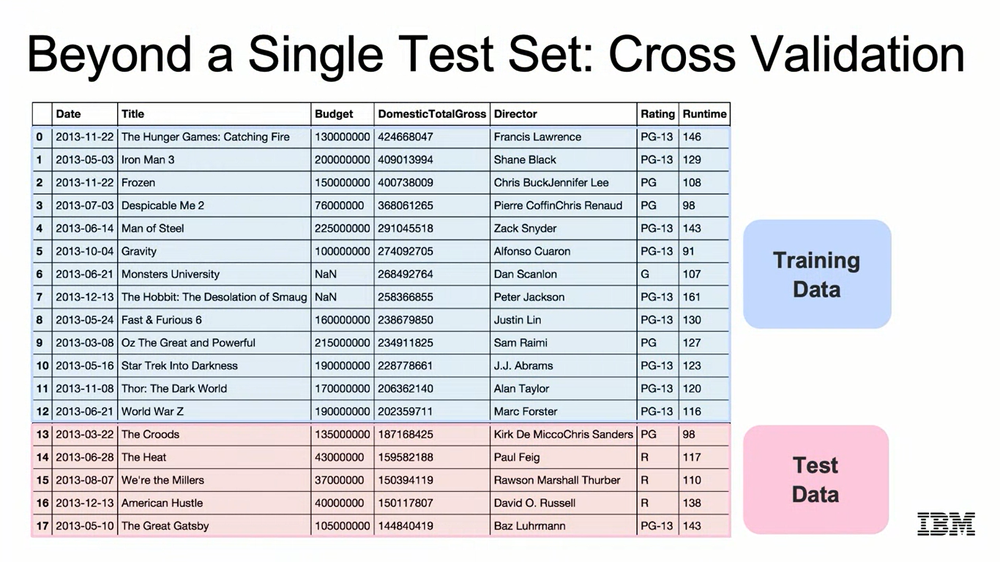 Beyond a Single Test Set: Cross Validation
Date Title Budget DomesticTotalGross Director Rating Runtime
0 2013-11-22 The Hunger Games: Catching Fire 130000000 424668047 Francis Lawrence PG-13 146
1 2013-05-03 Iron Man 3 200000000 409013994 Shane Black PG-13 129
2 2013-11-22 Frozen 150000000 400738009 Chris BuckJennifer Lee PG 108
3 2013-07-03 Despicable Me 2 76000000 368061265 Pierre CoffinChris Renaud PG 98
4 2013-06-14 Man of Steel 225000000 291045518 Zack Snyder PG-13 143
5 2013-10-04 Gravity 100000000 274092705 Alfonso Cuaron PG-13 91
6 2013-06-21 Monsters University NaN 268492764 Dan Scanlon G 107
7 2013-12-13 The Hobbit: The Desolation of Smaug NaN 258366855 Peter Jackson PG-13 161
8 2013-05-24 Fast & Furious 6 160000000 238679850 Justin Lin PG-13 130
9 2013-03-08 Oz The Great and Powerful 215000000 234911825 Sam Raimi PG 127
10 2013-05-16 Star Trek Into Darkness 190000000 228778661 J.J. Abrams PG-13 123
11 2013-11-08 Thor: The Dark World 170000000 206362140 Alan Taylor PG-13 120
12 2013-06-21 World War Z 190000000 202359711 Marc Forster PG-13 116
13 2013-03-22 The Croods 135000000 187168425 Kirk De MiccoChris Sanders PG 98
14 2013-06-28 The Heat 43000000 159582188 Paul Feig R 117
15 2013-08-07 We're the Millers 37000000 150394119 Rawson Marshall Thurber R 110
16 2013-12-13 American Hustle 40000000 150117807 David O. Russell R 138
17 2013-05-10 The Great Gatsby 105000000 144840419 Baz Luhrmann PG-13 143
Training
Data
Test
Data
IBM